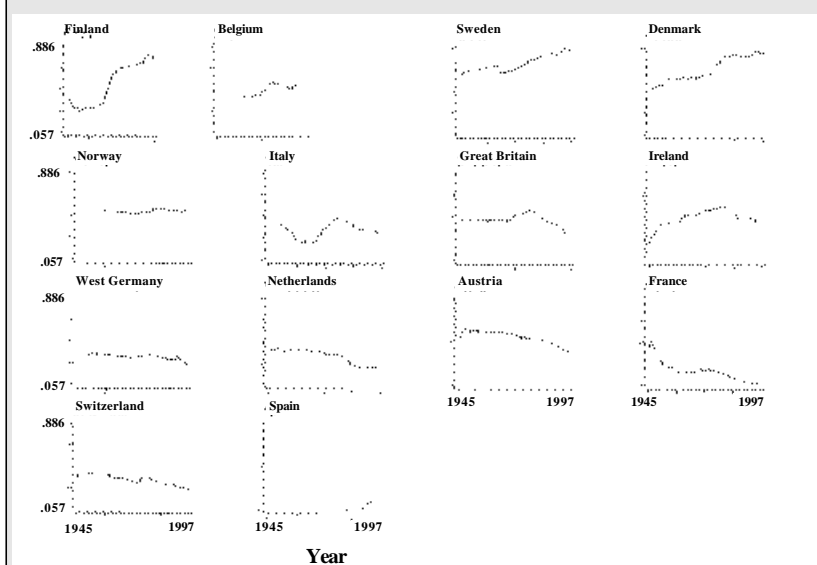 Finland Belgium Sweden Denmark
.886
.057
Norway Italy Great Britain Ireland
.886
.057
West Germany Netherlands Austria France
.886
.057
1945 1997 1945 1997
Switzerland Spain
.886
.057
1945 1997 1945 1997
Year